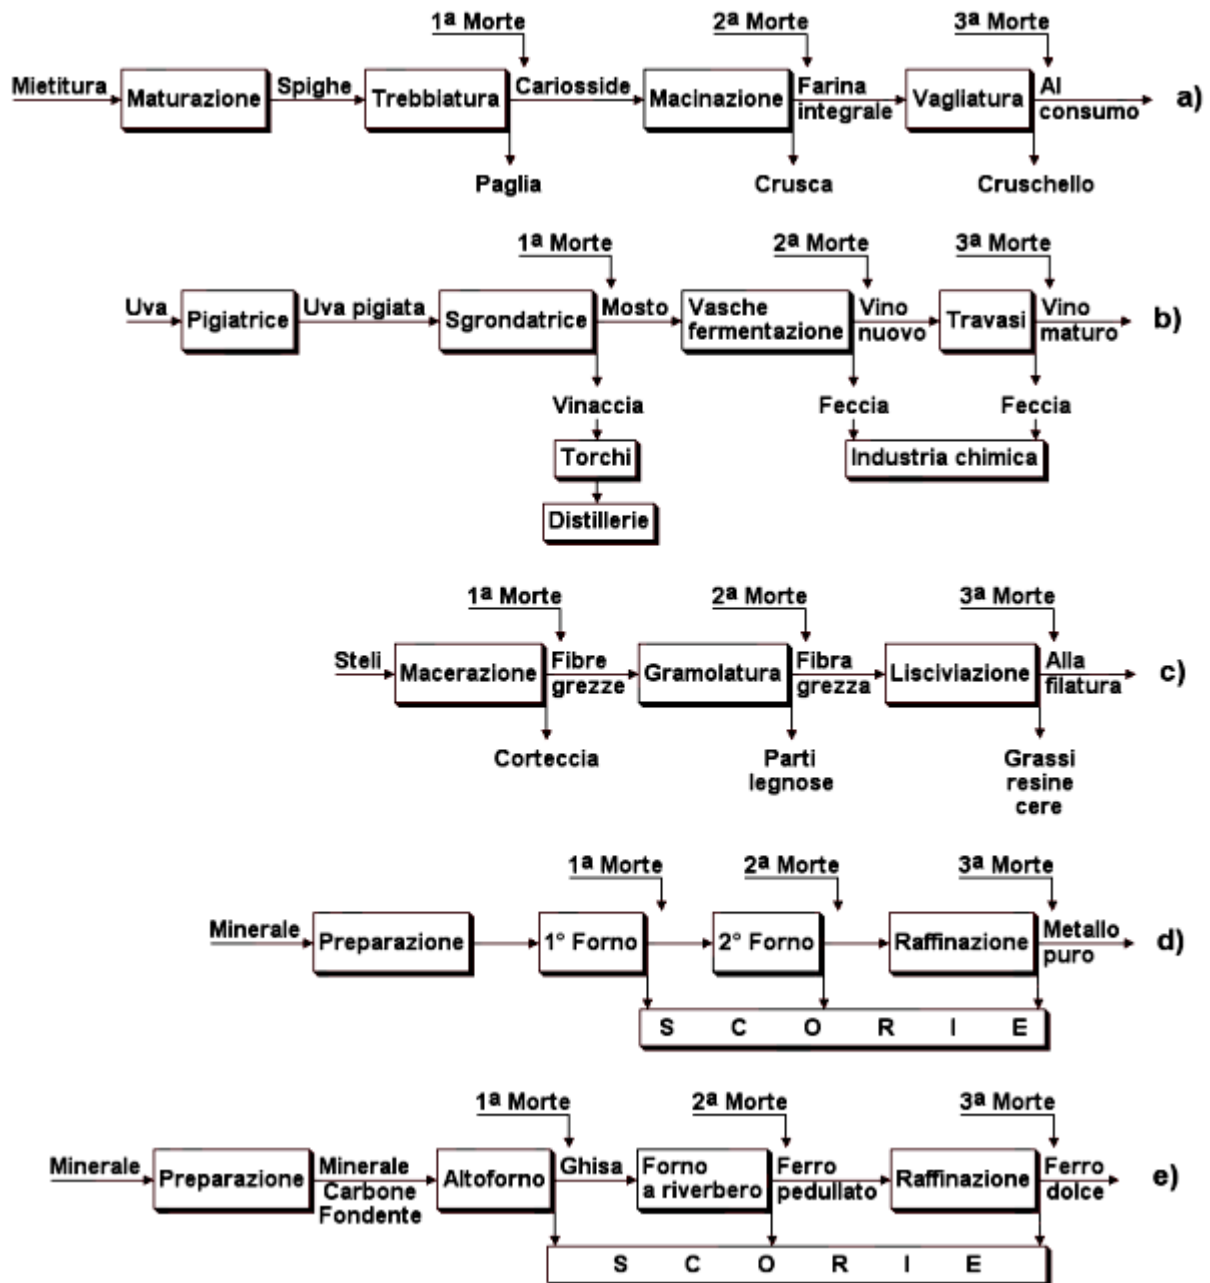 1ª Morte 2ª Morte 3ª Morte
Mietitura Maturazione Spighe Trebbiatura Cariosside Macinazione Farina integrale Vagliatura Al consumo a)
Paglia Crusca Cruschello
1ª Morte 2ª Morte 3ª Morte
Uva Pigiatrice Uva pigiata Sgrondatrice Mosto Vasche fermentazione Vino nuovo Travasi Vino maturo b)
Vinaccia Feccia Feccia
Torchi Industria chimica
Distillerie
1ª Morte 2ª Morte 3ª Morte
Steli Macerazione Fibre grezze Gramolatura Fibra grezza Lisciviazione Alla filatura c)
Corteccia Parti legnose Grassi resine cere
1ª Morte 2ª Morte 3ª Morte
Minerale Preparazione 1° Forno 2° Forno Raffinazione Metallo puro d)
S C O R I E
1ª Morte 2ª Morte 3ª Morte
Minerale Preparazione Minerale Carbone Fondente Altoforno Ghisa Forno a riverbero Ferro pedullato Raffinazione Ferro dolce e)
S C O R I E